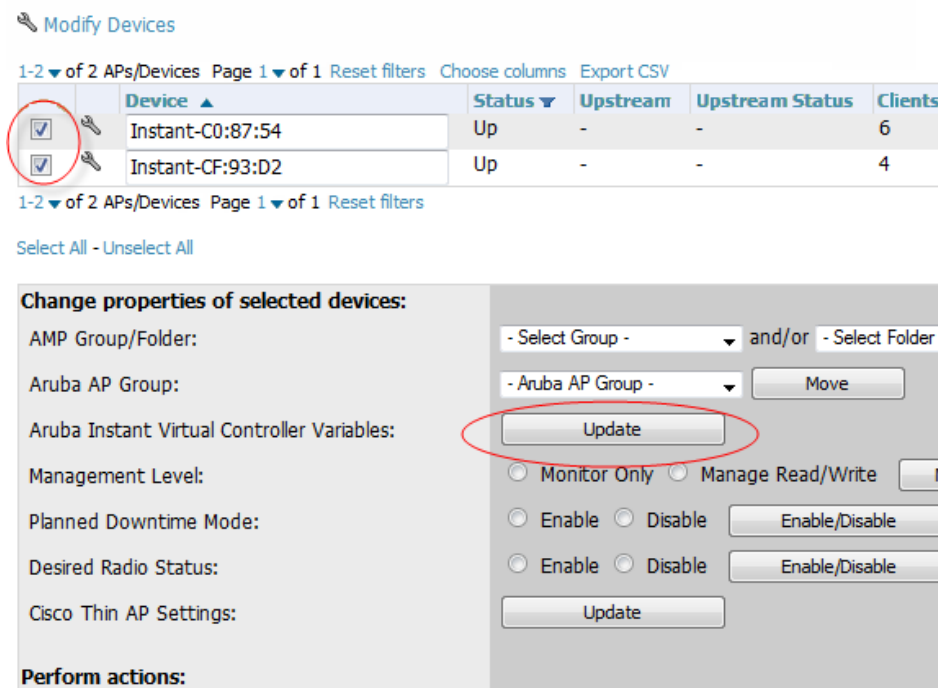 Modify Devices
1-2 of 2 APs/Devices Page 1 of 1 Reset filters Choose columns Export CSV
Device Status Upstream Upstream Status Clients
Instant-C0:87:54 Up - - 6
Instant-CF:93:D2 Up - - 4
1-2 of 2 APs/Devices Page 1 of 1 Reset filters
Select All - Unselect All
Change properties of selected devices:
AMP Group/Folder: - Select Group - and/or - Select Folder
Aruba AP Group: - Aruba AP Group - Move
Aruba Instant Virtual Controller Variables: Update
Management Level: Monitor Only Manage Read/Write
Planned Downtime Mode: Enable Disable Enable/Disable
Desired Radio Status: Enable Disable Enable/Disable
Cisco Thin AP Settings: Update
Perform actions: